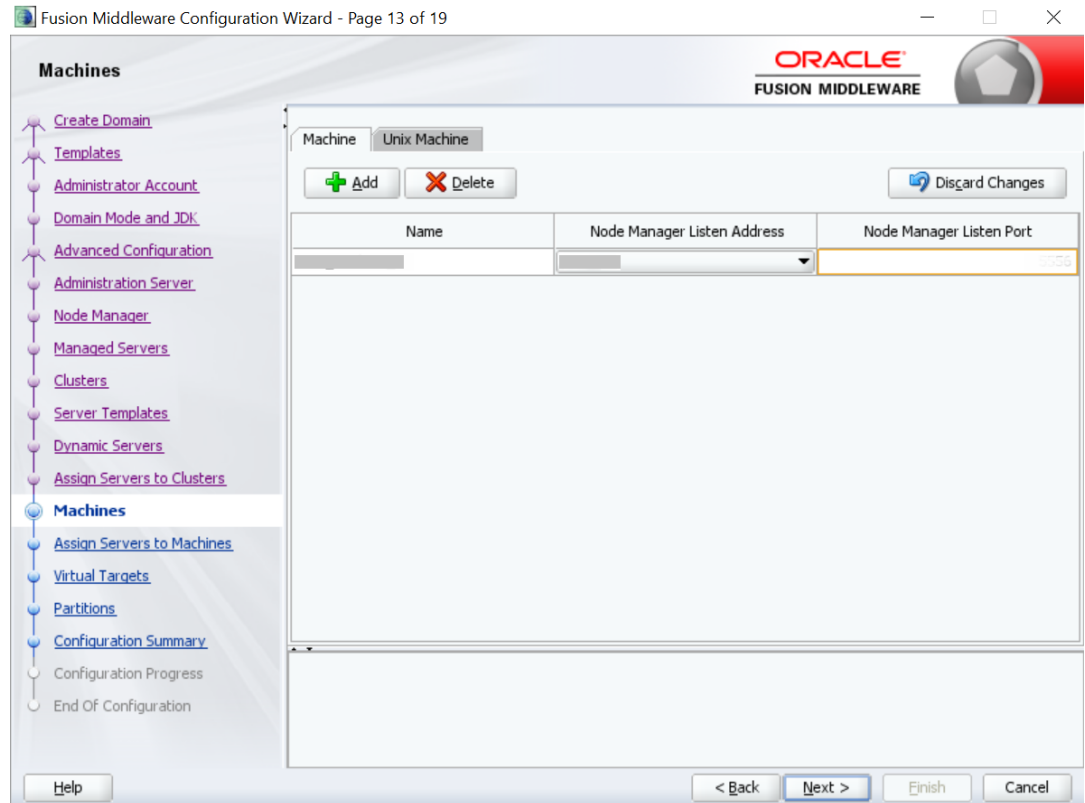 Fusion Middleware Configuration Wizard - Page 13 of 19
Machines
ORACLE
FUSION MIDDLEWARE
Create Domain
Templates
Administrator Account
Domain Mode and JDK
Advanced Configuration
Administration Server
Node Manager
Managed Servers
Clusters
Server Templates
Dynamic Servers
Assign Servers to Clusters
Machines
Assign Servers to Machines
Virtual Targets
Partitions
Configuration Summary
Configuration Progress
End Of Configuration
Machine Unix Machine
Add Delete Discard Changes
Name Node Manager Listen Address Node Manager Listen Port
Help < Back Next > Finish Cancel